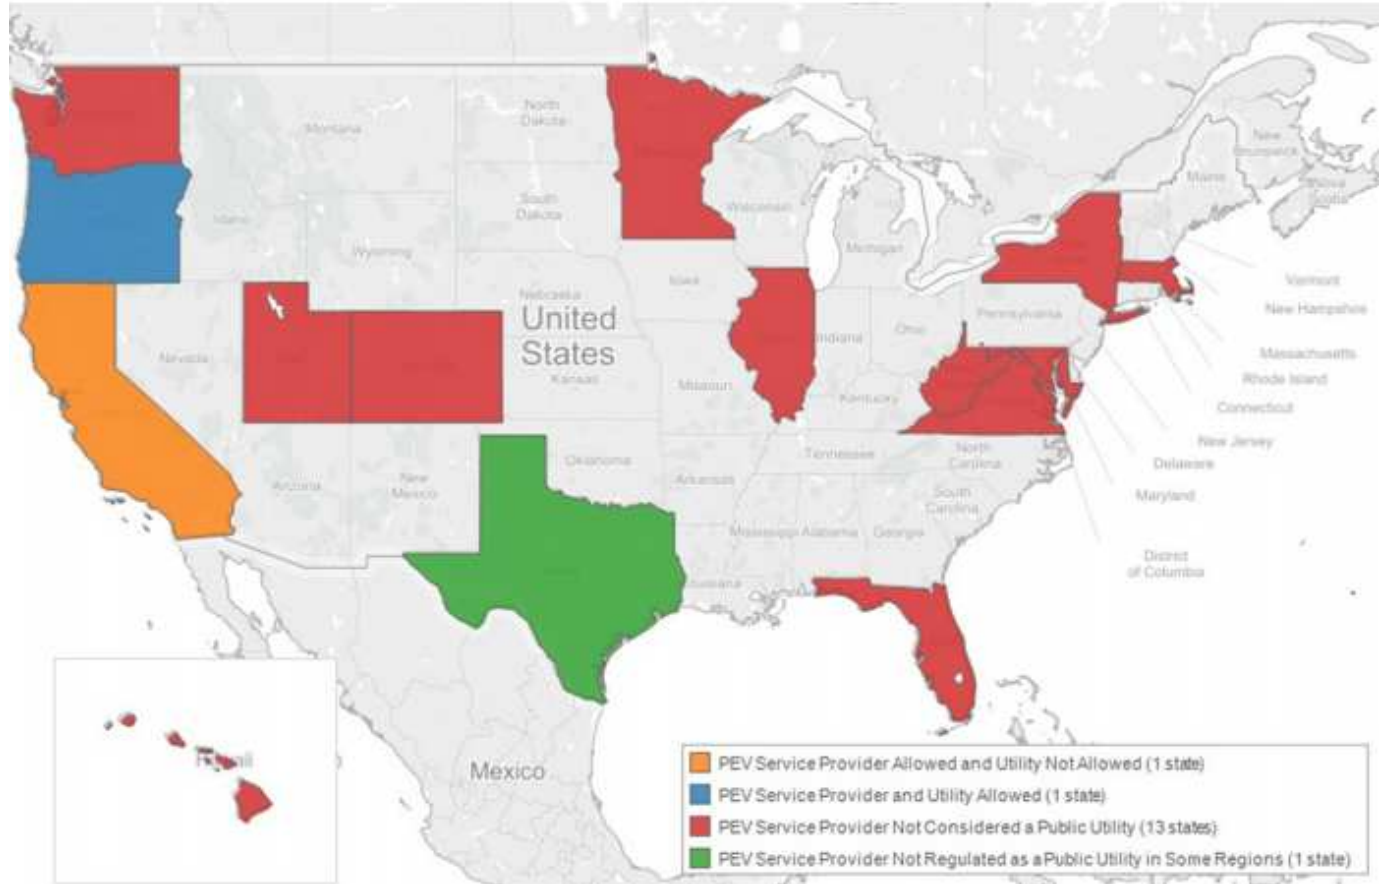 North
Dakota
Montana
New
Brunswick
Maine
Nova
Scotia
South
Dakota
Wisconsin
Idaho
Michigan
Wyoming
Vermont
Iowa
Nebraska
New Hampshire
United
States
Pennsylvania
Ohio
Indiana
Nevada
Massachusetts
Kansas
Missouri
Rhode Island
Kentucky
Connecticut
New Jersey
Tennessee
North
Carolina
Oklahoma
Delaware
Arizona
New
Mexico
Arkansas
Maryland
South
Carolina
Mississippi
Alabama
Georgia
District
of Columbia
Mexico
PEV Service Provider Allowed and Utility Not Allowed (1 state)
PEV Service Provider and Utility Allowed (1 state)
PEV Service Provider Not Considered a Public Utility (13 states)
PEV Service Provider Not Regulated as a Public Utility in Some Regions (1 state)